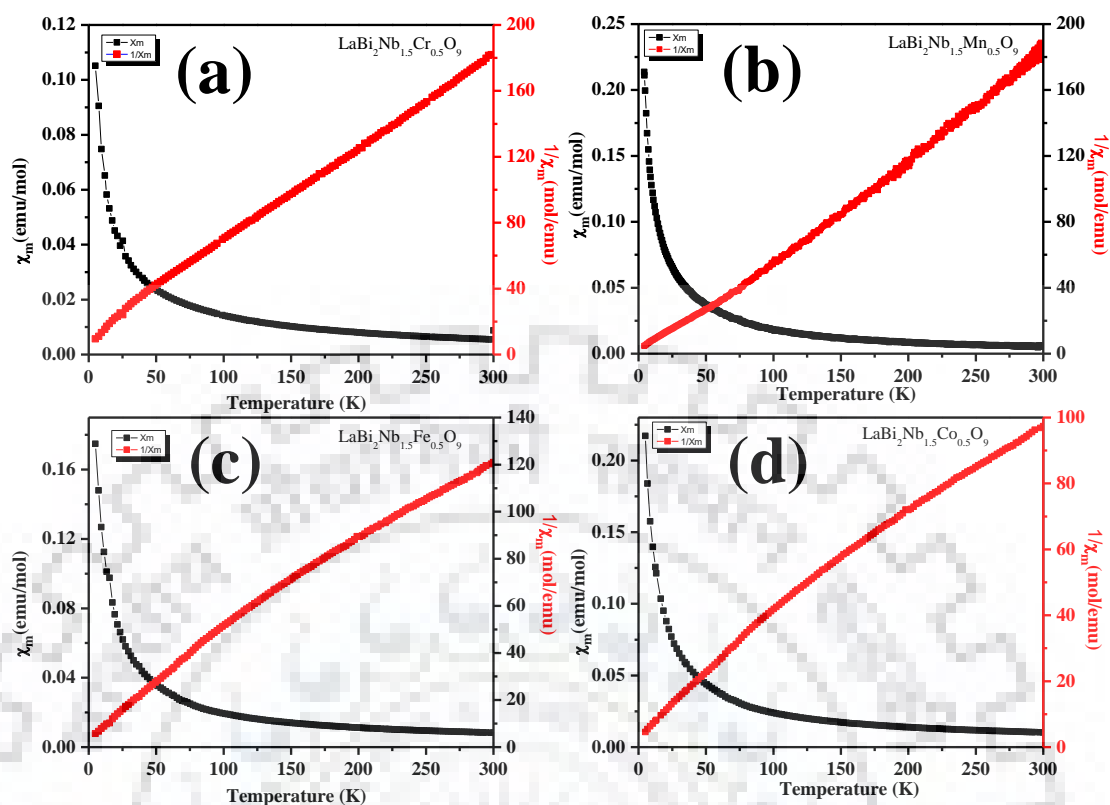 0.12
0.10
0.08
0.06
0.04
0.02
0.00
χm(emu/mol)
Xm
1/Xm
(a)
LaBi2Nb1.5Cr0.5O9
200
160
120
80
40
0
1/χm(mol/emu)
0 50 100 150 200 250 300
Temperature (K)
0.25
0.20
0.15
0.25
0.10
0.05
0.00
χm(emu/mol)
Xm
1/Xm
(b)
LaBi2Nb1.5Mn0.5O9
200
160
120
80
40
0
1/χm(mol/emu)
0 50 100 150 200 250 300
Temperature (K)
0.16
0.12
0.08
0.04
0.00
χm(emu/mol)
Xm
1/Xm
(c)
LaBi2Nb1.5Fe0.5O9
140
120
100
80
60
40
20
0
1/χm(mol/emu)
0 50 100 150 200 250 300
Temperature (K)
0.20
0.15
0.10
0.05
0.00
χm(emu/mol)
Xm
1/Xm
(d)
LaBi2Nb1.5Co0.5O9
100
80
60
40
20
0
1/χm(mol/emu)
0 50 100 150 200 250 300
Temperature (K)